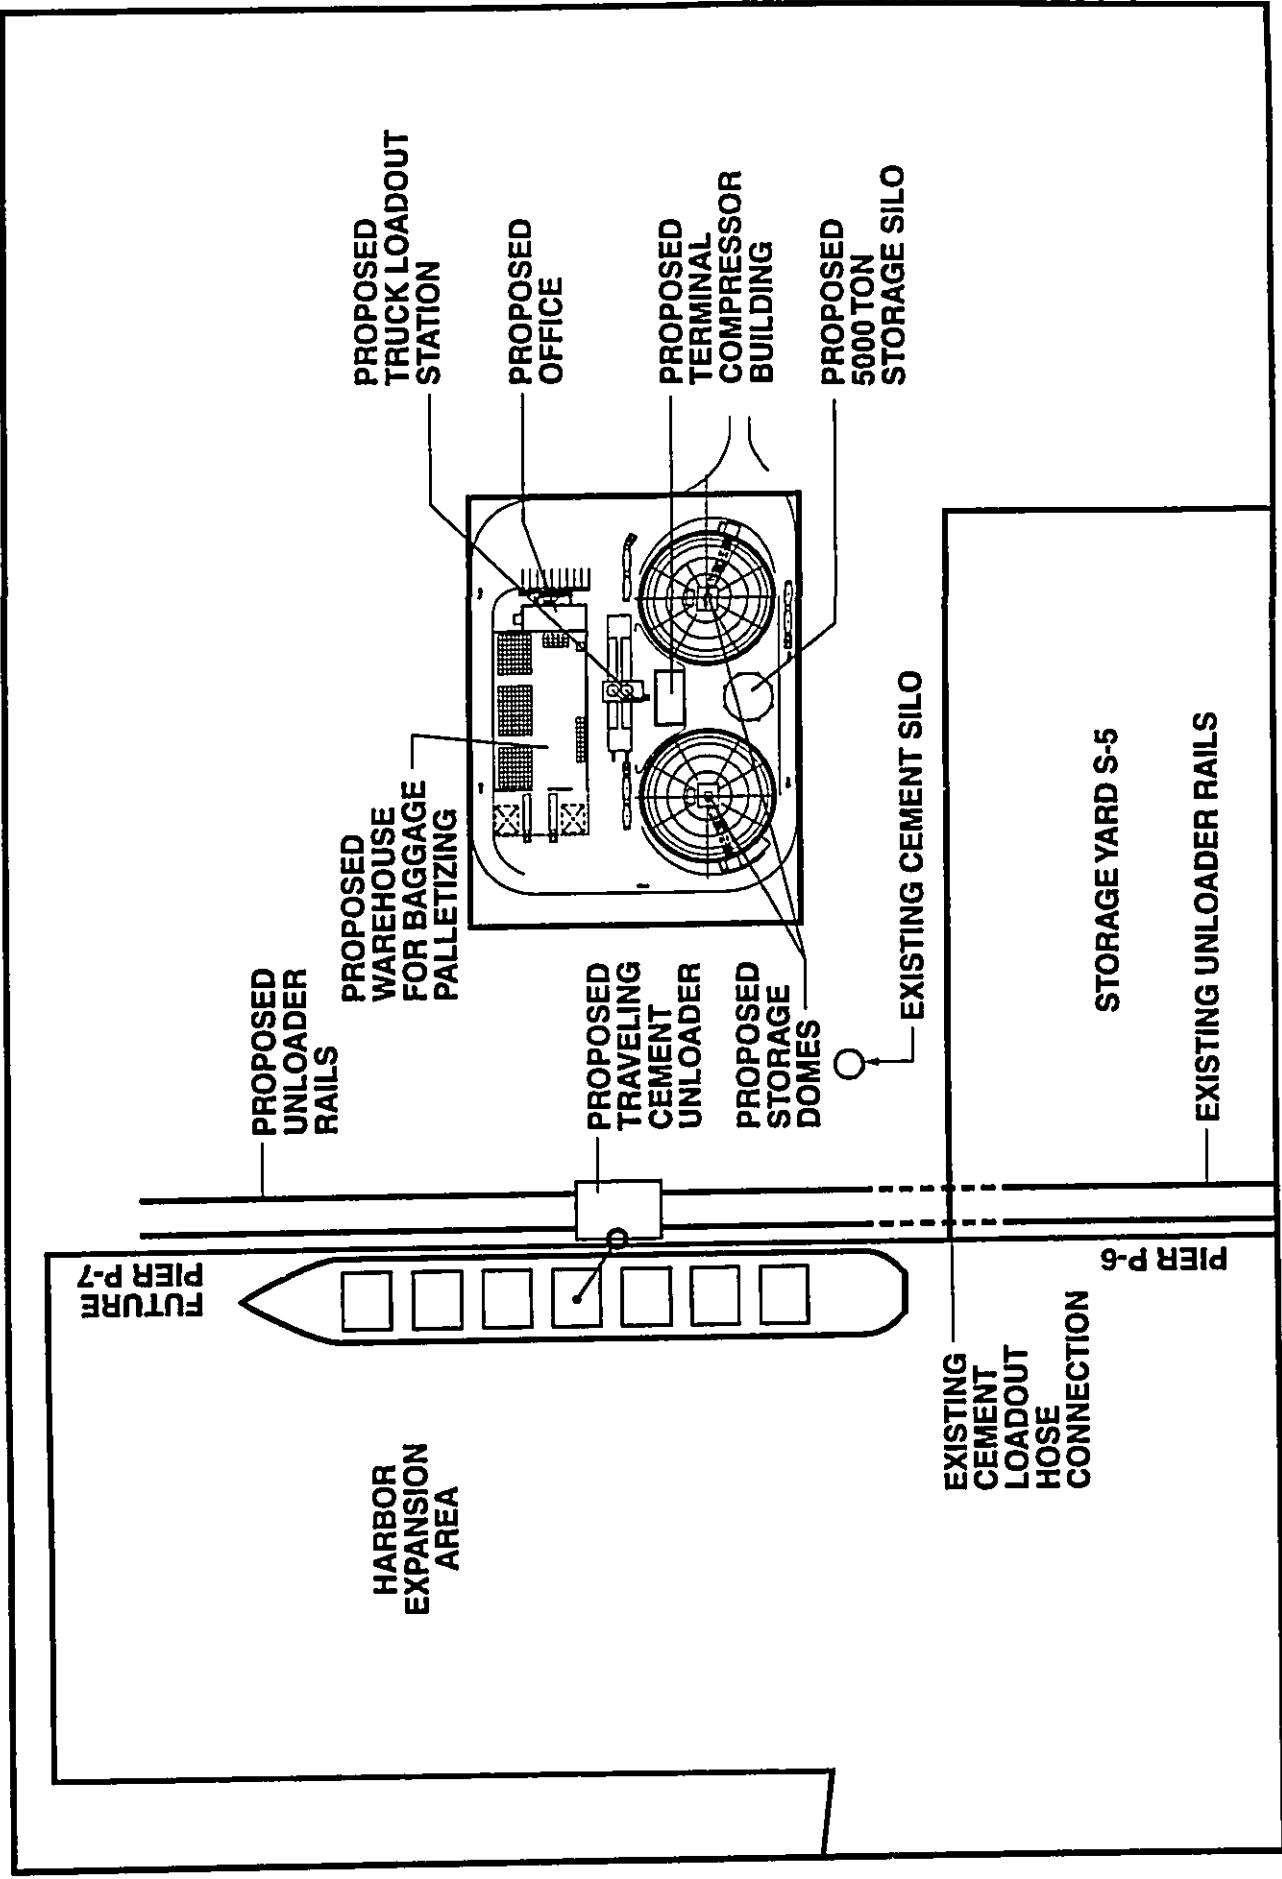 PROPOSED
TRUCK LOADOUT
STATION
PROPOSED
OFFICE
PROPOSED
TERMINAL
COMPRESSOR
BUILDING
PROPOSED
5000 TON
STORAGE SILO
PROPOSED
WAREHOUSE
FOR BAGGAGE
PALLETIZING
PROPOSED
UNLOADER
RAILS
PROPOSED
TRAVELING
CEMENT
UNLOADER
PROPOSED
STORAGE
DOMES
EXISTING CEMENT SILO
STORAGE YARD S-5
EXISTING UNLOADER RAILS
FUTURE
PIER P-7
PIER P-6
HARBOR
EXPANSION
AREA
EXISTING
CEMENT
LOADOUT
HOSE
CONNECTION